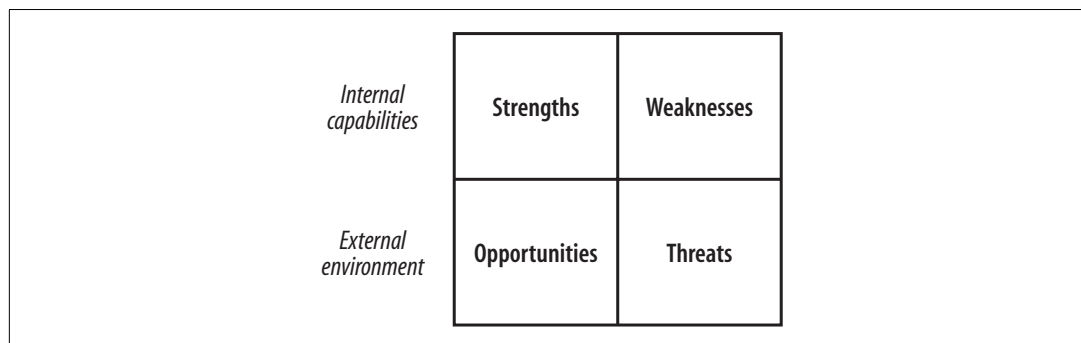 Internal
capabilities
Strengths
Weaknesses
External
environment
Opportunities
Threats